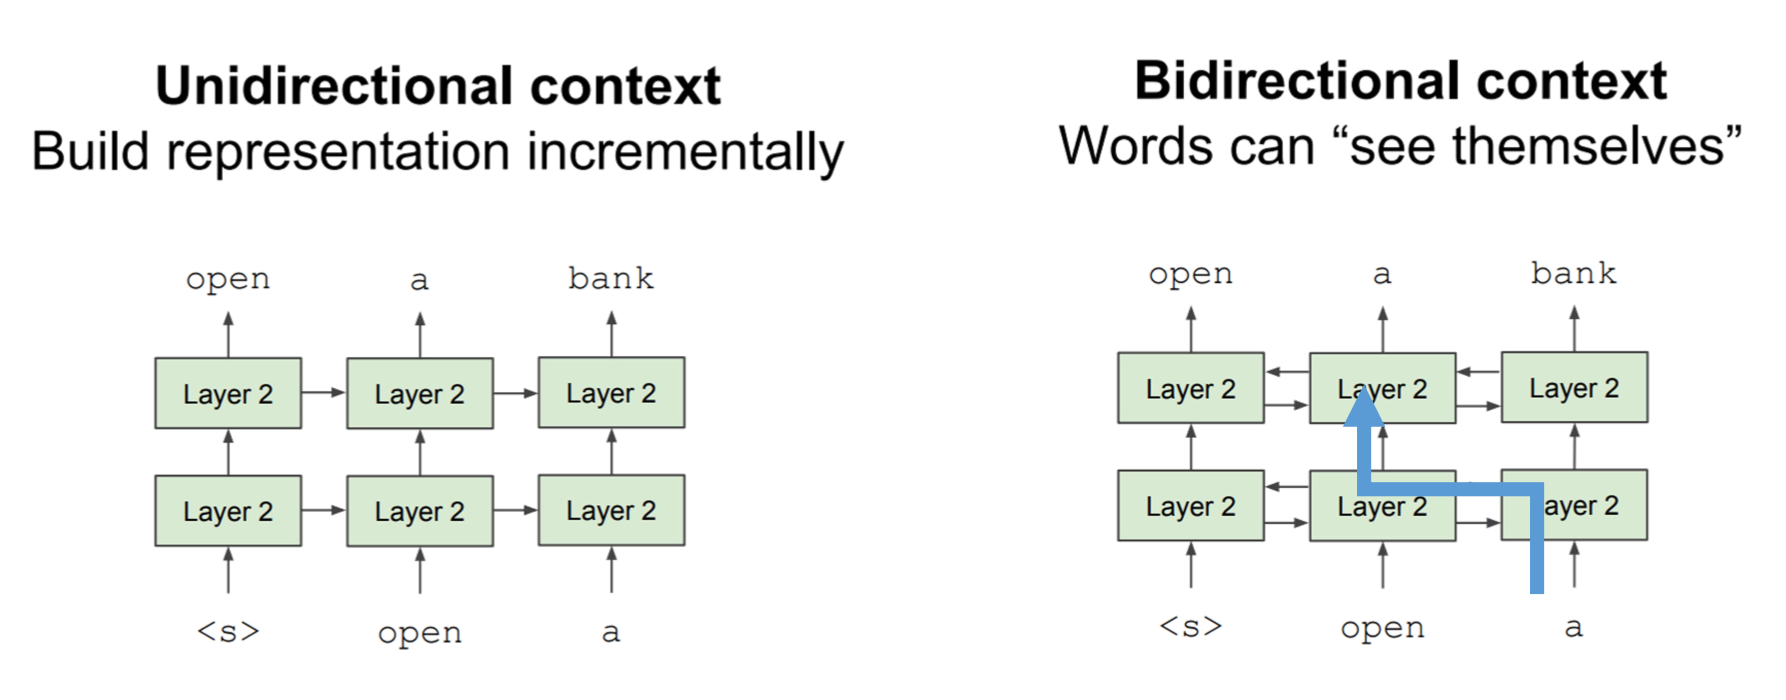 Unidirectional context
Build representation incrementally
open a bank
Layer 2 Layer 2 Layer 2
Layer 2 Layer 2 Layer 2
<s> open a
Bidirectional context
Words can “see themselves”
open a bank
Layer 2 Layer 2 Layer 2
Layer 2 Layer 2 ayer 2
<s> open a